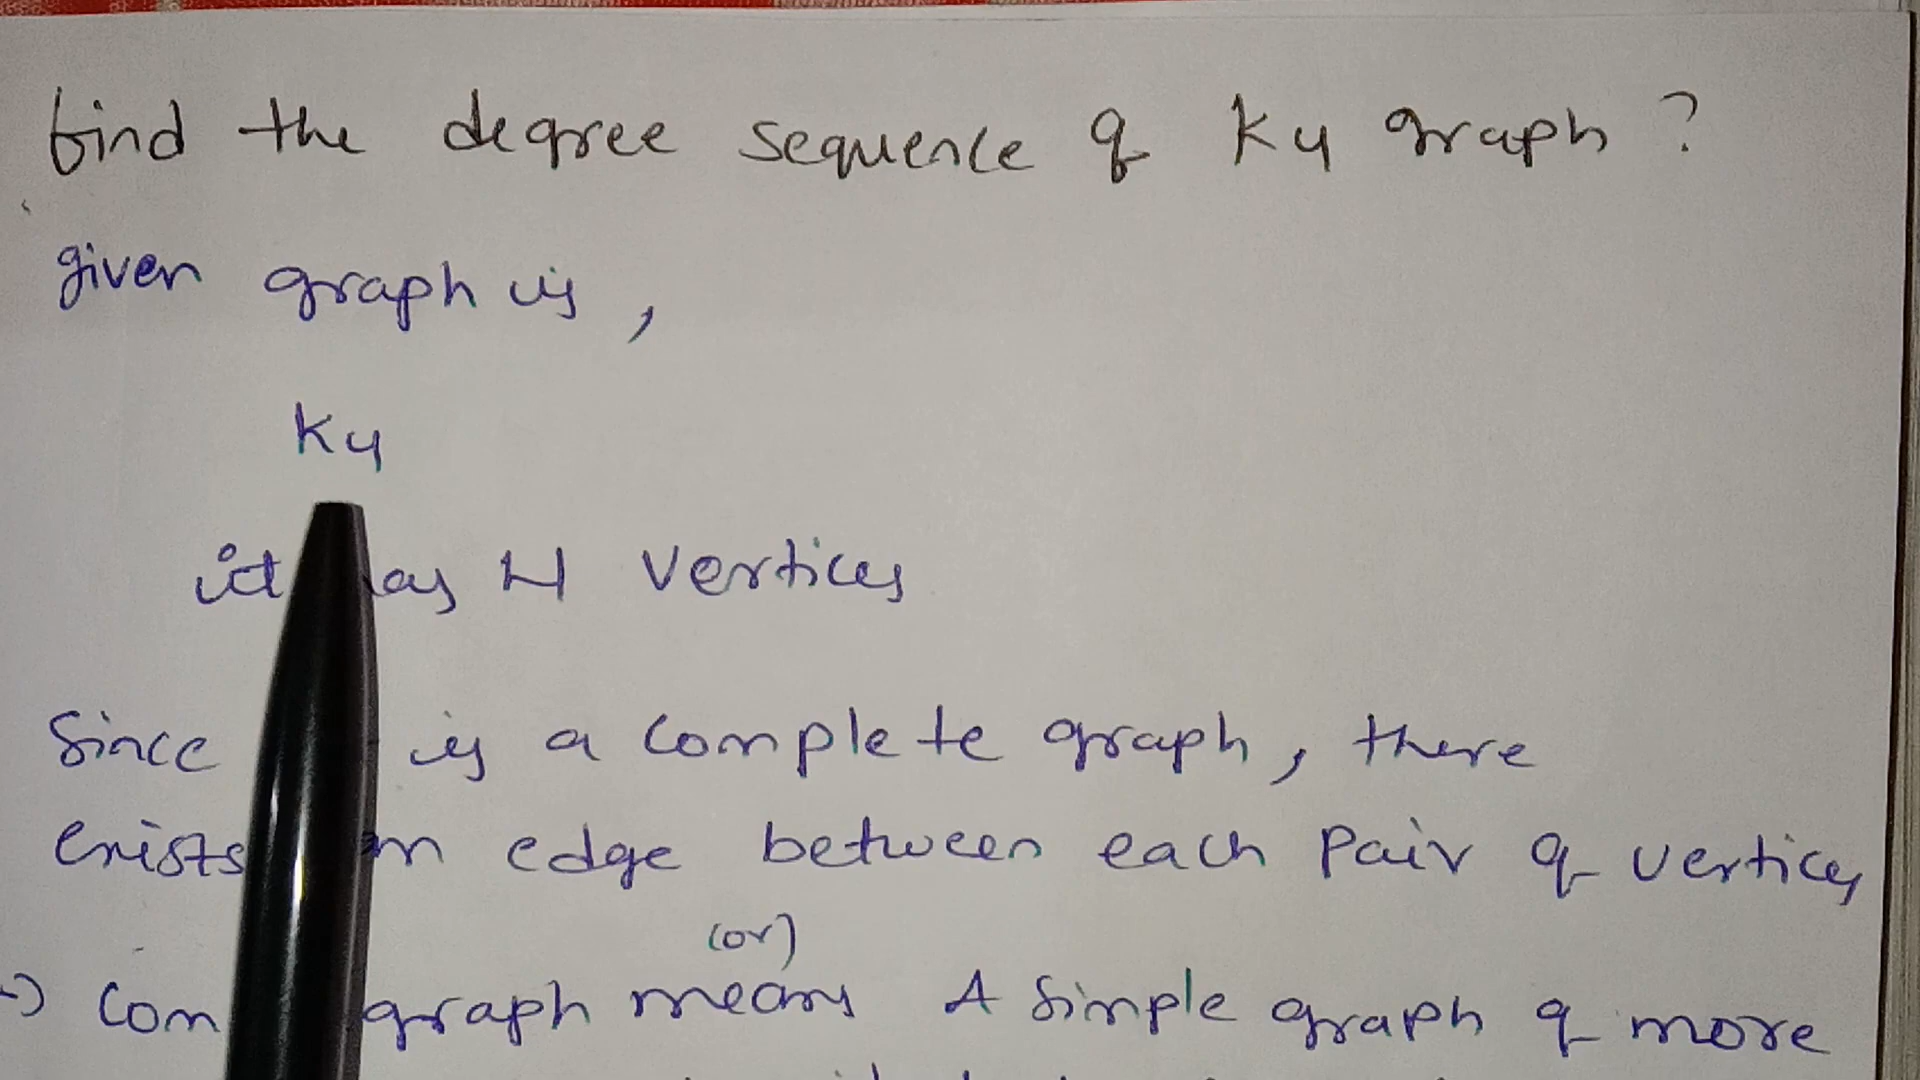 find the degree sequence of K4 graph ?
given graph is ,
K4
it has 4 vertices
Since is a complete graph, there
exists an edge between each pair of vertices
(or)
graph means A simple graph of more